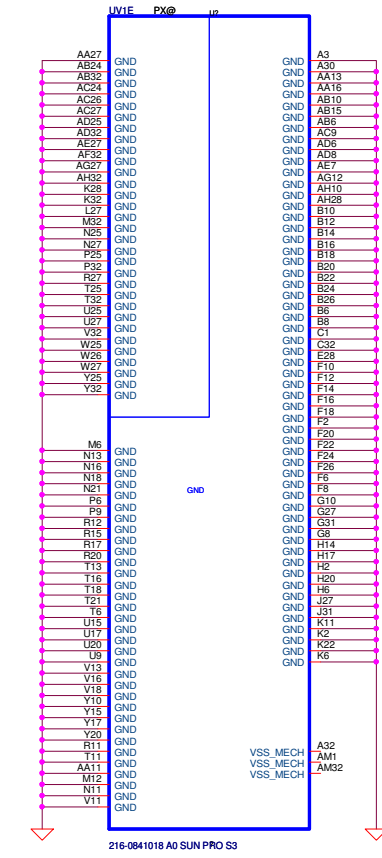 UV1E PX@ U?
AA27 GND GND A3
AB24 GND GND A30
AB32 GND GND AA13
AC24 GND GND AA16
AC26 GND GND AB10
AC27 GND GND AB15
AD25 GND GND AB6
AD32 GND GND AC9
AE27 GND GND AD6
AF32 GND GND AD8
AG27 GND GND AE7
AH32 GND GND AG12
K28 GND GND AH10
K32 GND GND AH28
L27 GND GND B10
M32 GND GND B12
N25 GND GND B14
N27 GND GND B16
P25 GND GND B18
P32 GND GND B20
R27 GND GND B22
T25 GND GND B24
T32 GND GND B26
U25 GND GND B6
U27 GND GND B8
V32 GND GND C1
W25 GND GND C32
W26 GND GND E28
W27 GND GND F10
Y25 GND GND F12
Y32 GND GND F14
GND F16
GND F18
GND F2
GND F20
M6 GND GND F22
N13 GND GND F24
N16 GND GND F26
N18 GND GND F6
N21 GND GND GND F8
P6 GND GND G10
P9 GND GND G27
R12 GND GND G31
R15 GND GND G8
R17 GND GND H14
R20 GND GND H17
T13 GND GND H2
T16 GND GND H20
T18 GND GND H6
T21 GND GND J27
T6 GND GND J31
U15 GND GND K11
U17 GND GND K2
U20 GND GND K22
U9 GND GND K6
V13 GND
V16 GND
V18 GND
Y10 GND
Y15 GND
Y17 GND
Y20 GND
R11 GND VSS_MECH A32
T11 GND VSS_MECH AM1
AA11 GND VSS_MECH AM32
M12 GND
N11 GND
V11 GND
216-0841018 A0 SUN PRO S3